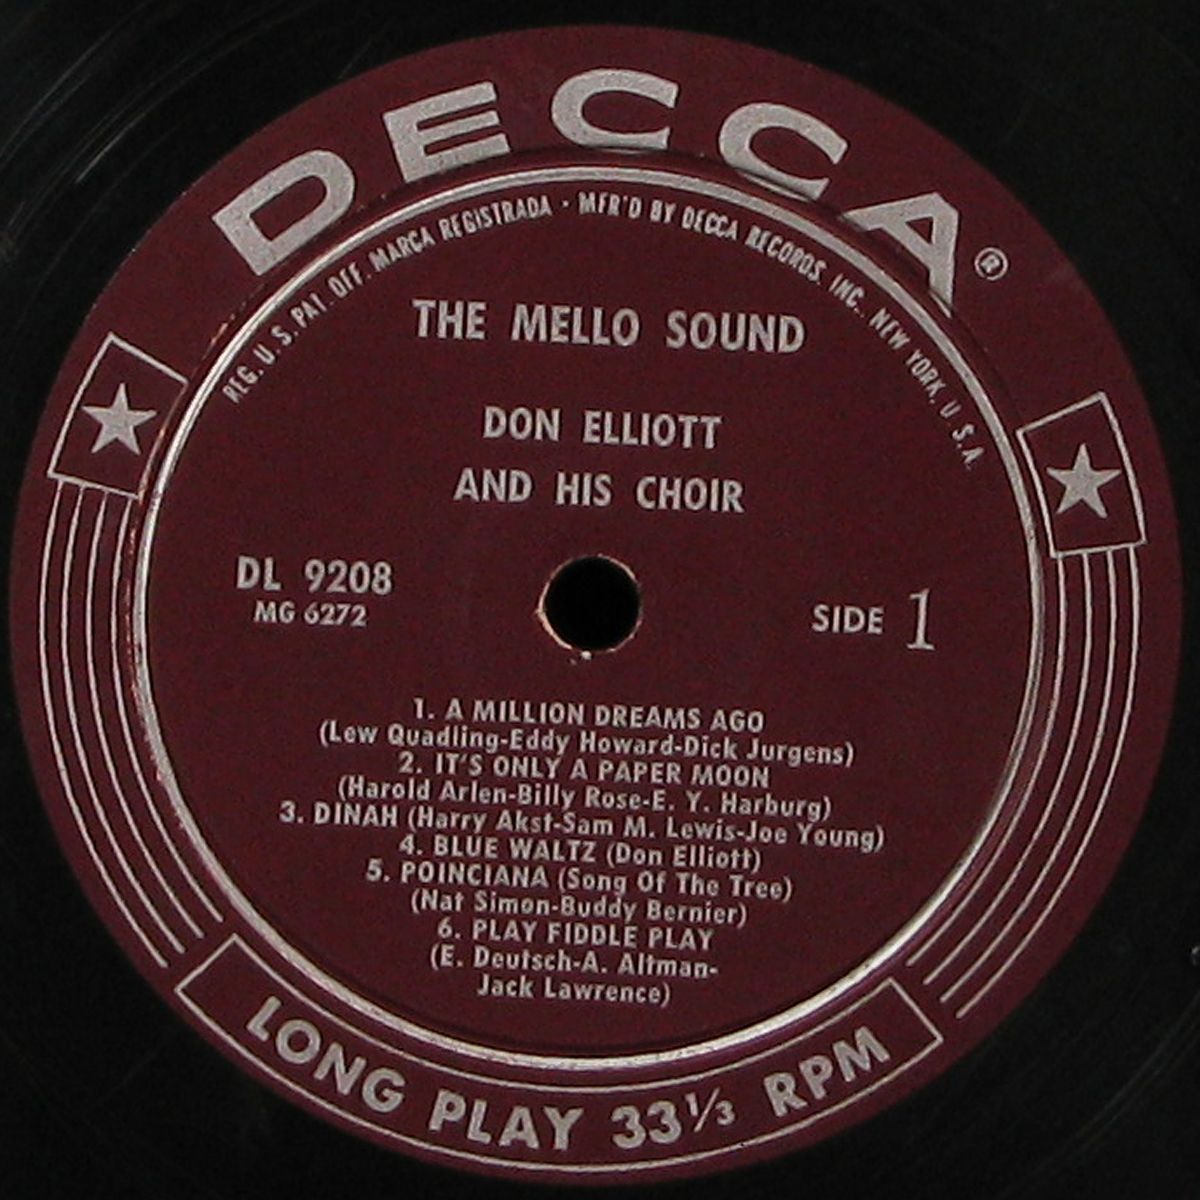 DECCA®
REG. U.S. PAT. OFF. MARCA REGISTRADA · MFR'D BY DECCA RECORDS, INC., NEW YORK, U.S.A.
THE MELLO SOUND
DON ELLIOTT
AND HIS CHOIR
DL 9208
MG 6272
SIDE 1
1. A MILLION DREAMS AGO
(Lew Quadling-Eddy Howard-Dick Jurgens)
2. IT'S ONLY A PAPER MOON
(Harold Arlen-Billy Rose-E. Y. Harburg)
3. DINAH (Harry Akst-Sam M. Lewis-Joe Young)
4. BLUE WALTZ (Don Elliott)
5. POINCIANA (Song Of The Tree)
(Nat Simon-Buddy Bernier)
6. PLAY FIDDLE PLAY
(E. Deutsch-A. Altman-
Jack Lawrence)
LONG PLAY 33⅓ RPM